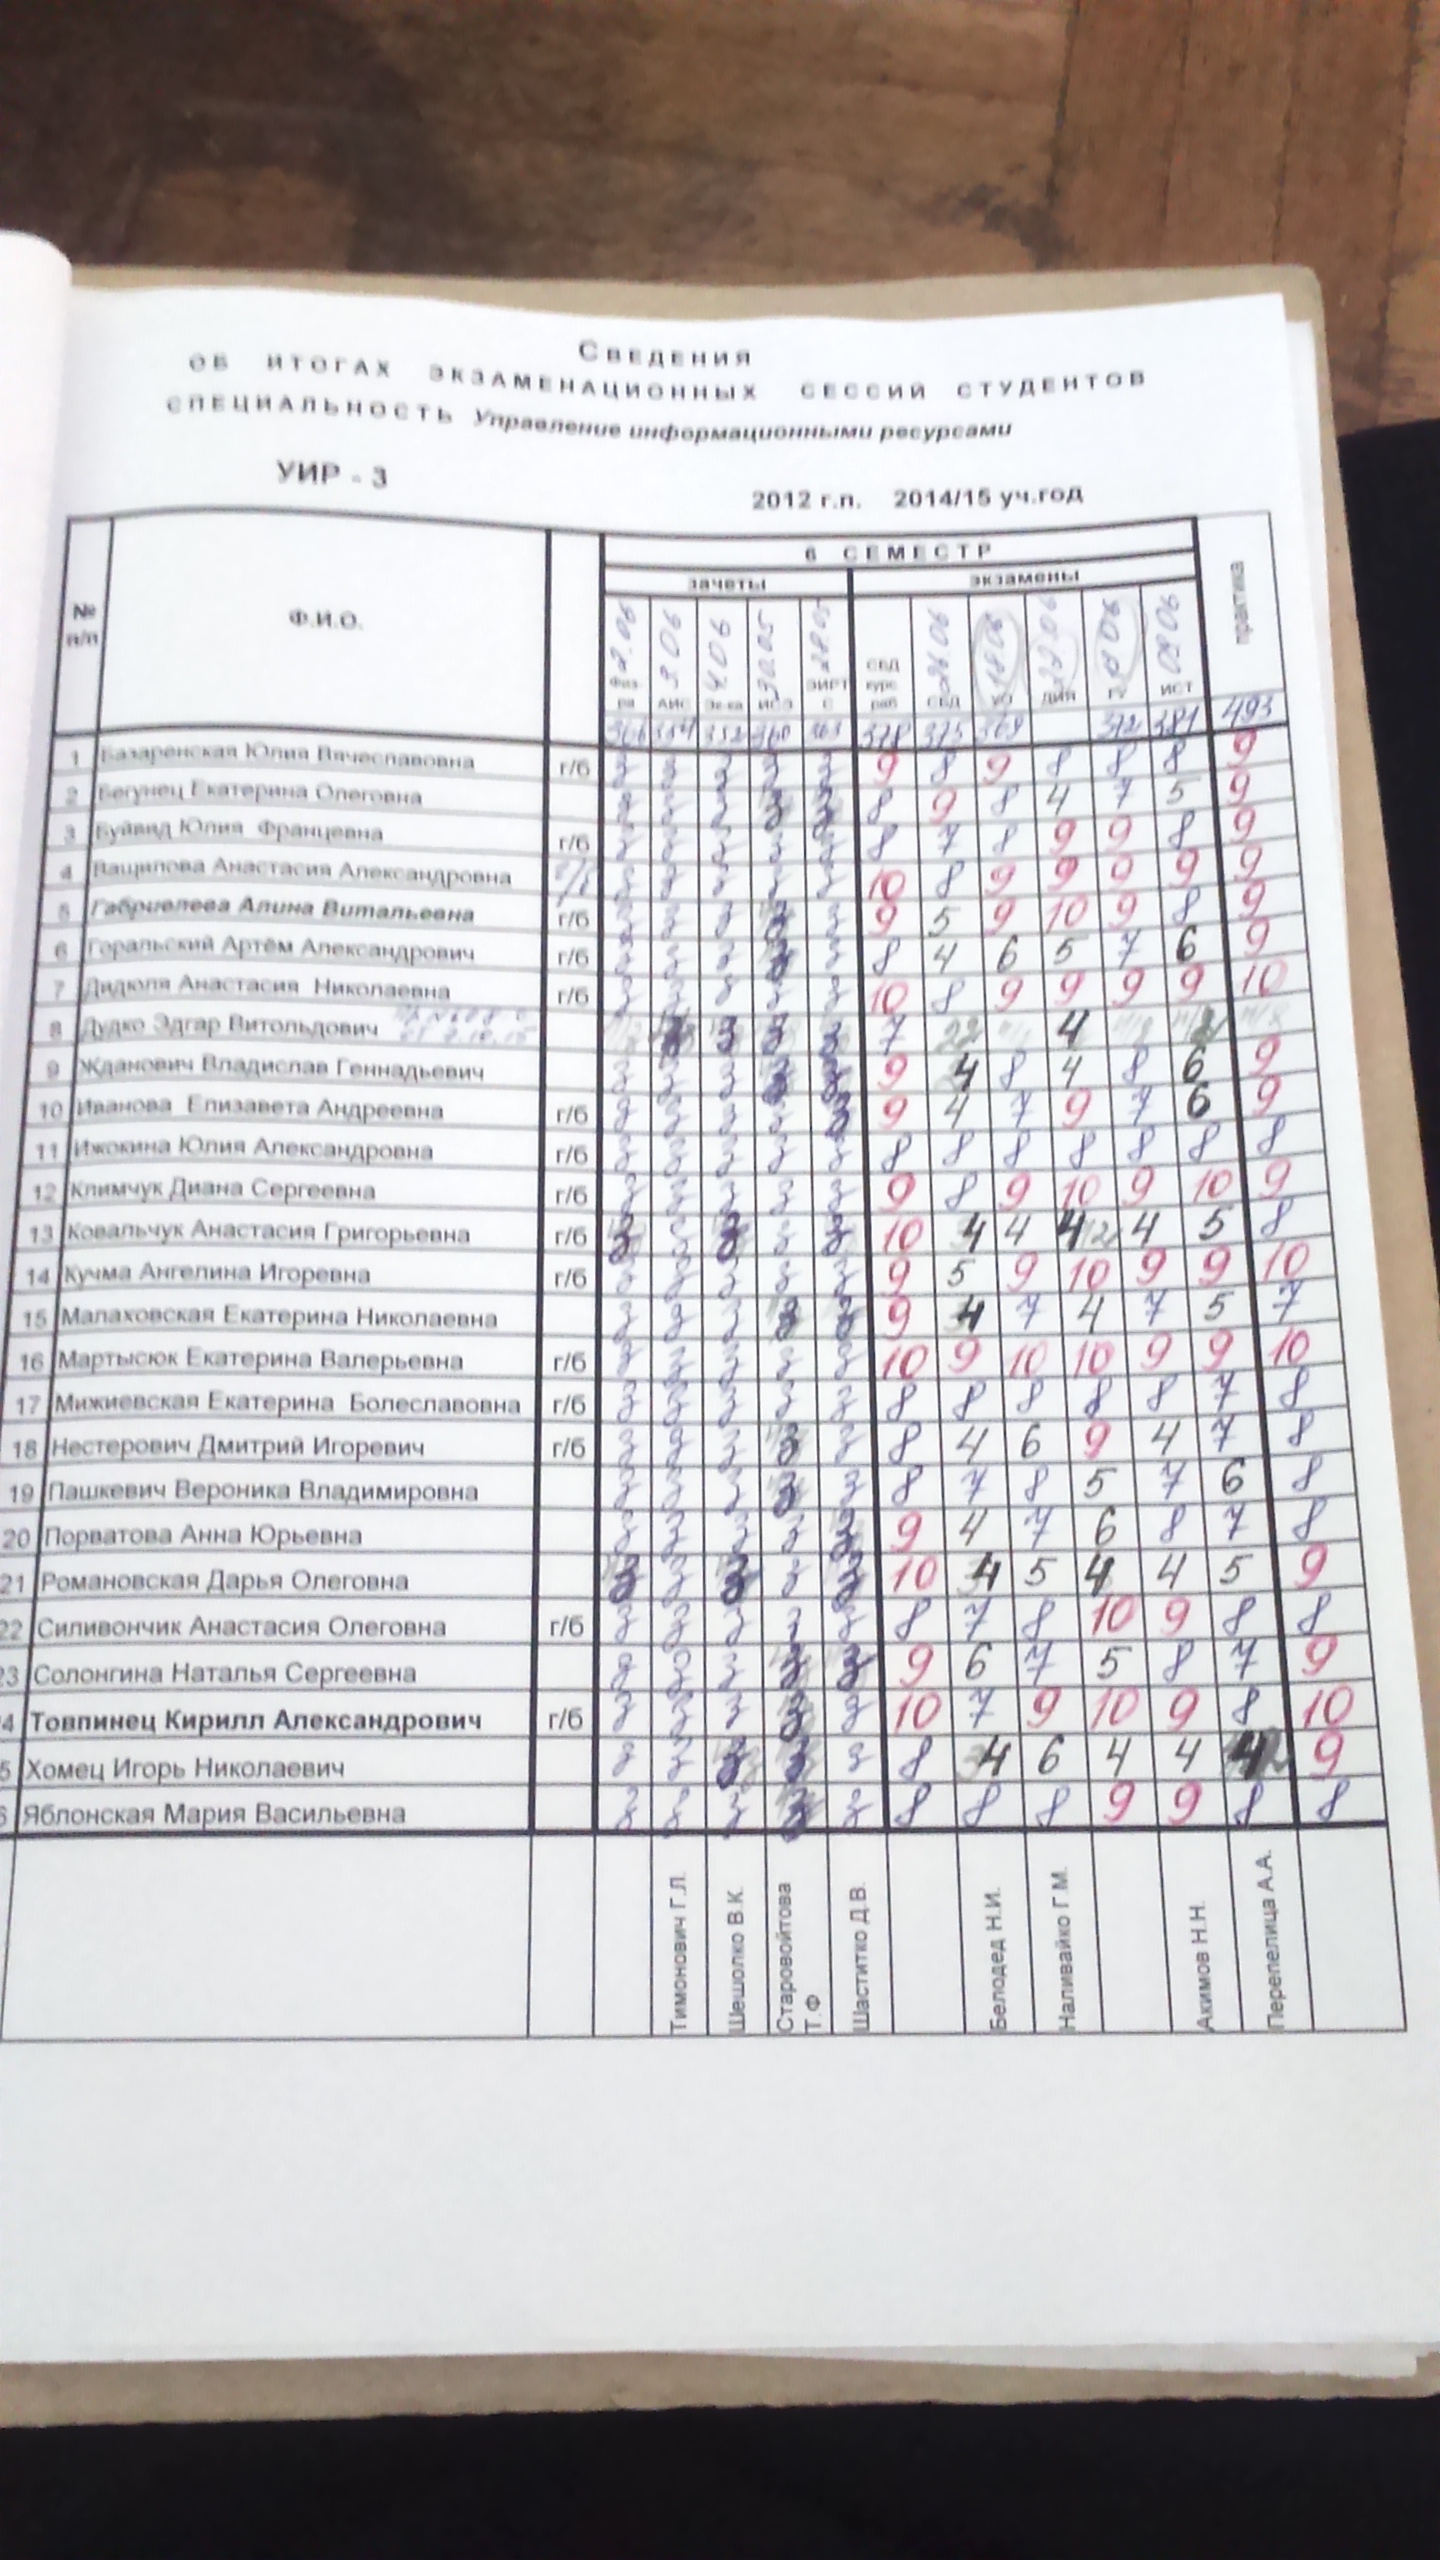 Сведения
ОБ ИТОГАХ ЭКЗАМЕНАЦИОННЫХ СЕССИЙ СТУДЕНТОВ
СПЕЦИАЛЬНОСТЬ Управление информационными ресурсами
УИР - 3
2012 г.п. 2014/15 уч.год
№ п/п Ф.И.О. 6 СЕМЕСТР практика
зачеты экзамены
2.06 3.06 4.06 30.05 28.05 26.06 18.06 22.06 18.06 09.06
Физ-ра АИС Эк-ка ИСЭ СБД курс раб СБД УО ДИЯ ГУ ИСТ
366 354 352 360 363 378 375 369 372 381 493
1 Базаренская Юлия Вячеславовна г/б з з з з з 9 8 9 8 8 8 9
2 Бегунец Екатерина Олеговна з з з з з 8 9 8 4 7 5 9
3 Буйвид Юлия Францевна г/б з з з з з 8 7 8 9 9 8 9
4 Ващилова Анастасия Александровна г/б з з з з з 10 8 9 9 9 9 9
5 Габриелева Алина Витальевна г/б з з з з з 9 5 9 10 9 8 9
6 Горальский Артём Александрович г/б з з з з з 8 4 6 5 7 6 9
7 Дидюля Анастасия Николаевна г/б з з з з з 10 8 9 9 9 9 10
8 Дудко Эдгар Витольдович з з з з 7 4
9 Жданович Владислав Геннадьевич з з з з з 9 4 8 4 8 6 9
10 Иванова Елизавета Андреевна г/б з з з з з 9 4 7 9 7 6 9
11 Ижокина Юлия Александровна г/б з з з з з 8 8 8 8 8 8 8
12 Климчук Диана Сергеевна г/б з з з з з 9 8 9 10 9 10 9
13 Ковальчук Анастасия Григорьевна г/б з з з з з 10 4 4 4 4 5 8
14 Кучма Ангелина Игоревна г/б з з з з з 9 5 9 10 9 9 10
15 Малаховская Екатерина Николаевна з з з з з 9 4 7 4 7 5 7
16 Мартысюк Екатерина Валерьевна г/б з з з з з 10 9 10 10 9 9 10
17 Мижиевская Екатерина Болеславовна г/б з з з з з 8 8 8 8 8 7 8
18 Нестерович Дмитрий Игоревич г/б з з з з з 8 4 6 9 4 7 8
19 Пашкевич Вероника Владимировна з з з з з 8 7 8 5 7 6 8
20 Порватова Анна Юрьевна з з з з з 9 4 7 6 8 7 8
21 Романовская Дарья Олеговна з з з з з 10 4 5 4 4 5 9
22 Силивончик Анастасия Олеговна г/б з з з з з 8 7 8 10 9 8 8
23 Солонгина Наталья Сергеевна з з з з з 9 6 7 5 8 7 9
4 Товпинец Кирилл Александрович г/б з з з з з 10 7 9 10 9 8 10
5 Хомец Игорь Николаевич з з з з з 8 4 6 4 4 4 9
6 Яблонская Мария Васильевна з з з з з 8 8 8 9 9 8 8
Тимонович Г.Л.
Шешолко В.К.
Старовойтова Т.Ф
Шаститко Д.В.
Белодед Н.И.
Наливайко Г.М.
Акимов Н.Н.
Перепелица А.А.